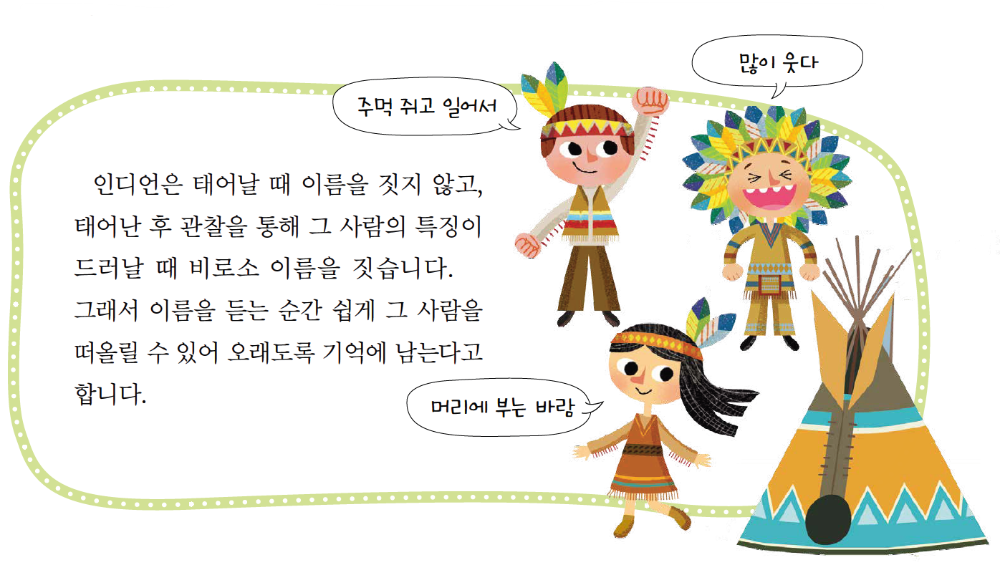 많이 웃다
주먹 쥐고 일어서
인디언은 태어날 때 이름을 짓지 않고,
태어난 후 관찰을 통해 그 사람의 특징이
드러날 때 비로소 이름을 짓습니다.
그래서 이름을 듣는 순간 쉽게 그 사람을
떠올릴 수 있어 오래도록 기억에 남는다고
합니다.
머리에 부는 바람